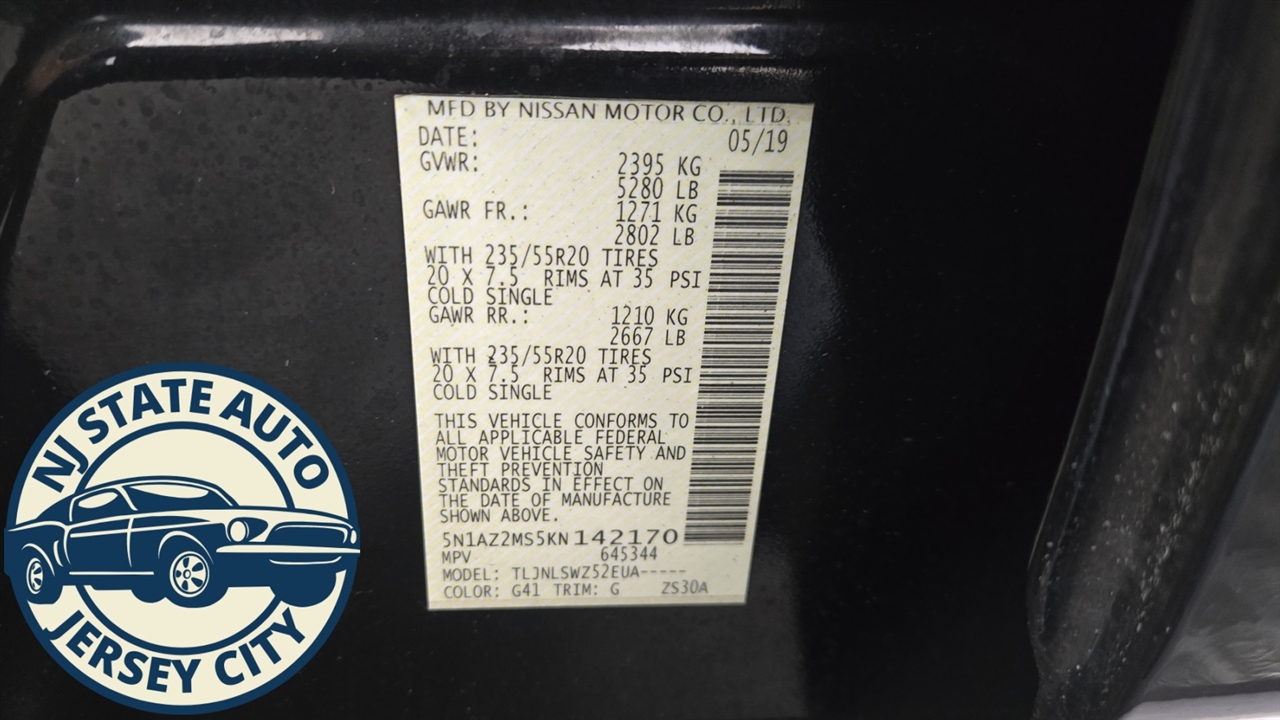 MFD BY NISSAN MOTOR CO., LTD.
DATE: 05/19
GVWR: 2395 KG
5280 LB
GAWR FR.: 1271 KG
2802 LB
WITH 235/55R20 TIRES
20 X 7.5 RIMS AT 35 PSI
COLD SINGLE
GAWR RR.: 1210 KG
2667 LB
WITH 235/55R20 TIRES
20 X 7.5 RIMS AT 35 PSI
COLD SINGLE
THIS VEHICLE CONFORMS TO
ALL APPLICABLE FEDERAL
MOTOR VEHICLE SAFETY AND
THEFT PREVENTION
STANDARDS IN EFFECT ON
THE DATE OF MANUFACTURE
SHOWN ABOVE.
5N1AZ2MS5KN142170
MPV 645344
MODEL: TLJNLSWZ52EUA-----
COLOR: G41 TRIM: G ZS30A
NJ STATE AUTO
JERSEY CITY